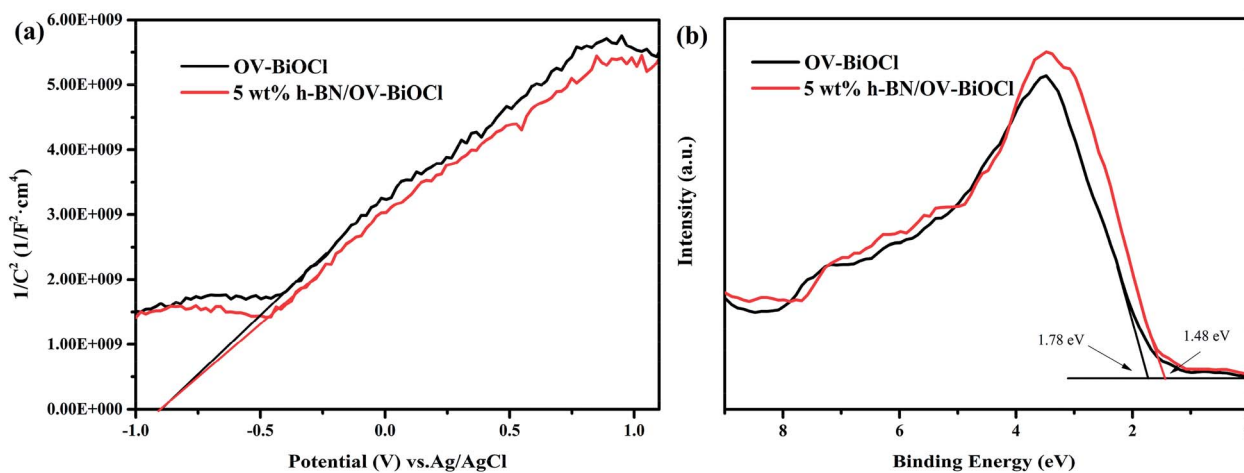 (a)
OV-BiOCl
5 wt% h-BN/OV-BiOCl
6.00E+009
5.00E+009
4.00E+009
3.00E+009
2.00E+009
1.00E+009
0.00E+000
1/C² (1/F²·cm⁴)
-1.0
-0.5
0.0
0.5
1.0
Potential (V) vs.Ag/AgCl
(b)
OV-BiOCl
5 wt% h-BN/OV-BiOCl
Intensity (a.u.)
1.78 eV
1.48 eV
8
6
4
2
Binding Energy (eV)